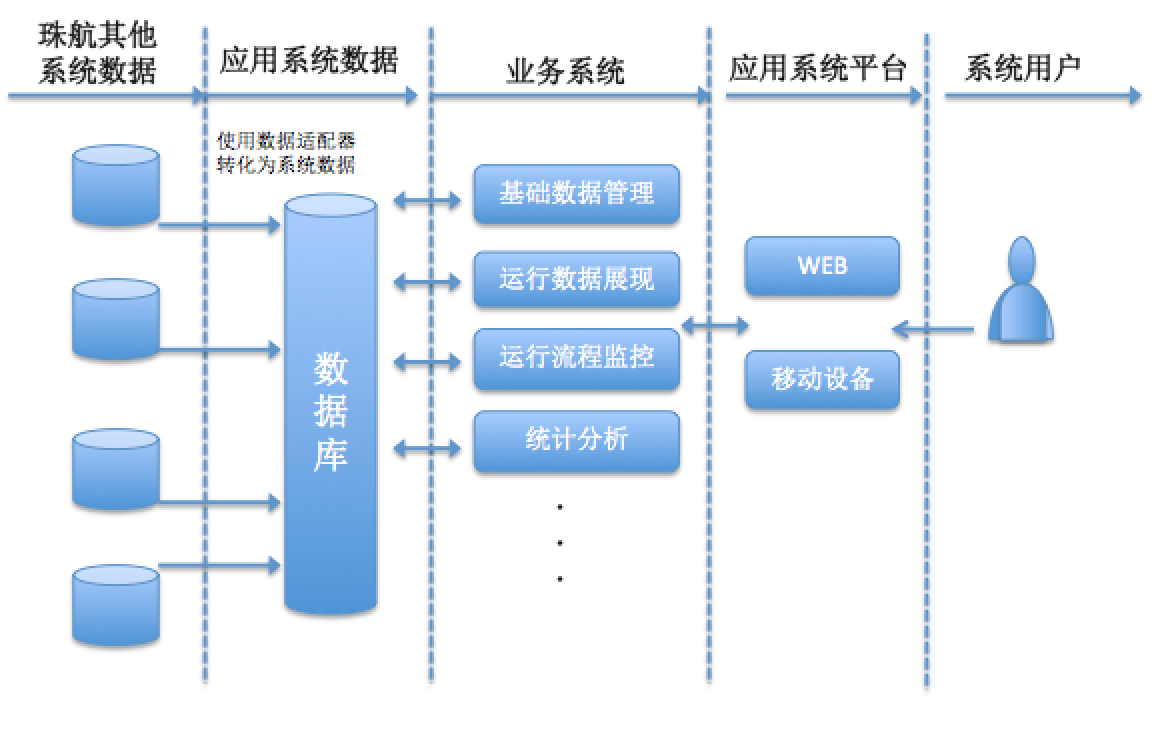 珠航其他
系统数据
应用系统数据
业务系统
应用系统平台
系统用户
使用数据适配器
转化为系统数据
数
据
库
基础数据管理
运行数据展现
运行流程监控
统计分析
WEB
移动设备